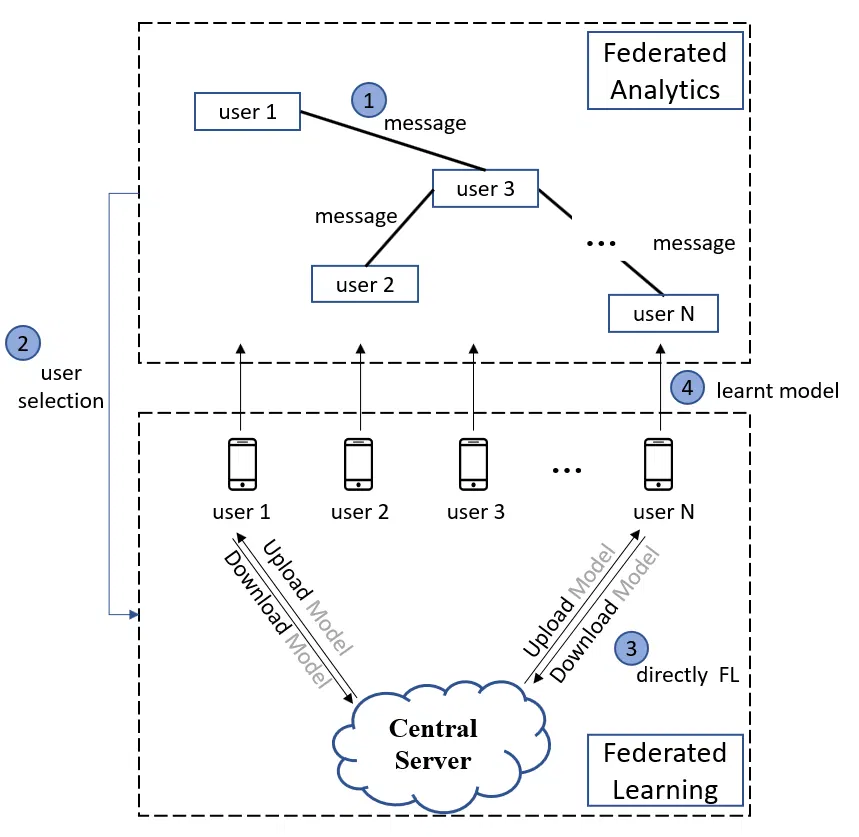 Federated
Analytics
1
user 1
message
user 3
message
... message
user 2
user N
2
user
selection
4
learnt model
...
user 1 user 2 user 3 user N
Upload Model
Download Model
Upload Model
Download Model
3
directly FL
Central
Server
Federated
Learning